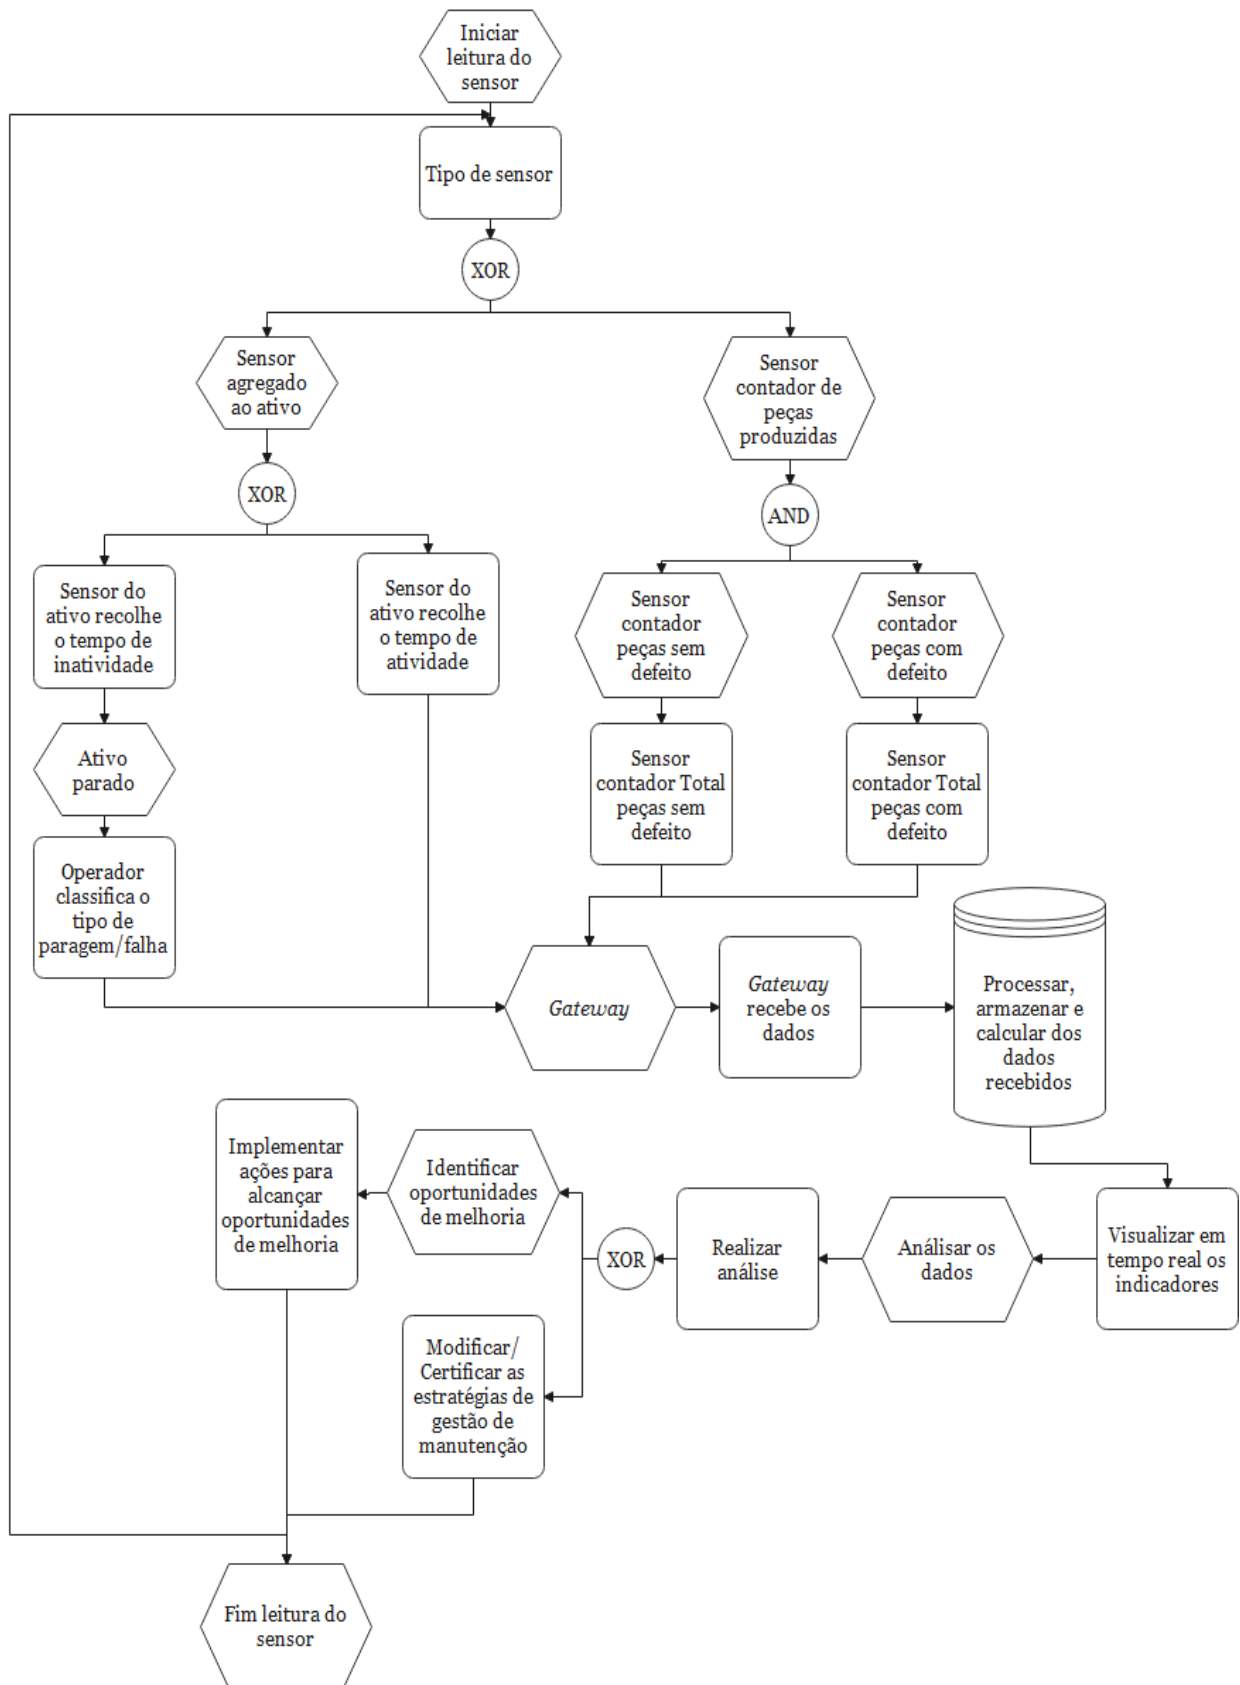 Iniciar
leitura do
sensor
Tipo de sensor
XOR
Sensor
agregado
ao ativo
Sensor
contador de
peças
produzidas
XOR
AND
Sensor do
ativo recolhe
o tempo de
inatividade
Sensor do
ativo recolhe
o tempo de
atividade
Sensor
contador
peças sem
defeito
Sensor
contador
peças com
defeito
Ativo
parado
Sensor
contador Total
peças sem
defeito
Sensor
contador Total
peças com
defeito
Operador
classifica o
tipo de
paragem/falha
Gateway
Gateway
recebe os
dados
Processar,
armazenar e
calcular dos
dados
recebidos
Implementar
ações para
alcançar
oportunidades
de melhoria
Identificar
oportunidades
de melhoria
XOR
Realizar
análise
Análisar os
dados
Visualizar em
tempo real os
indicadores
Modificar/
Certificar as
estratégias de
gestão de
manutenção
Fim leitura do
sensor